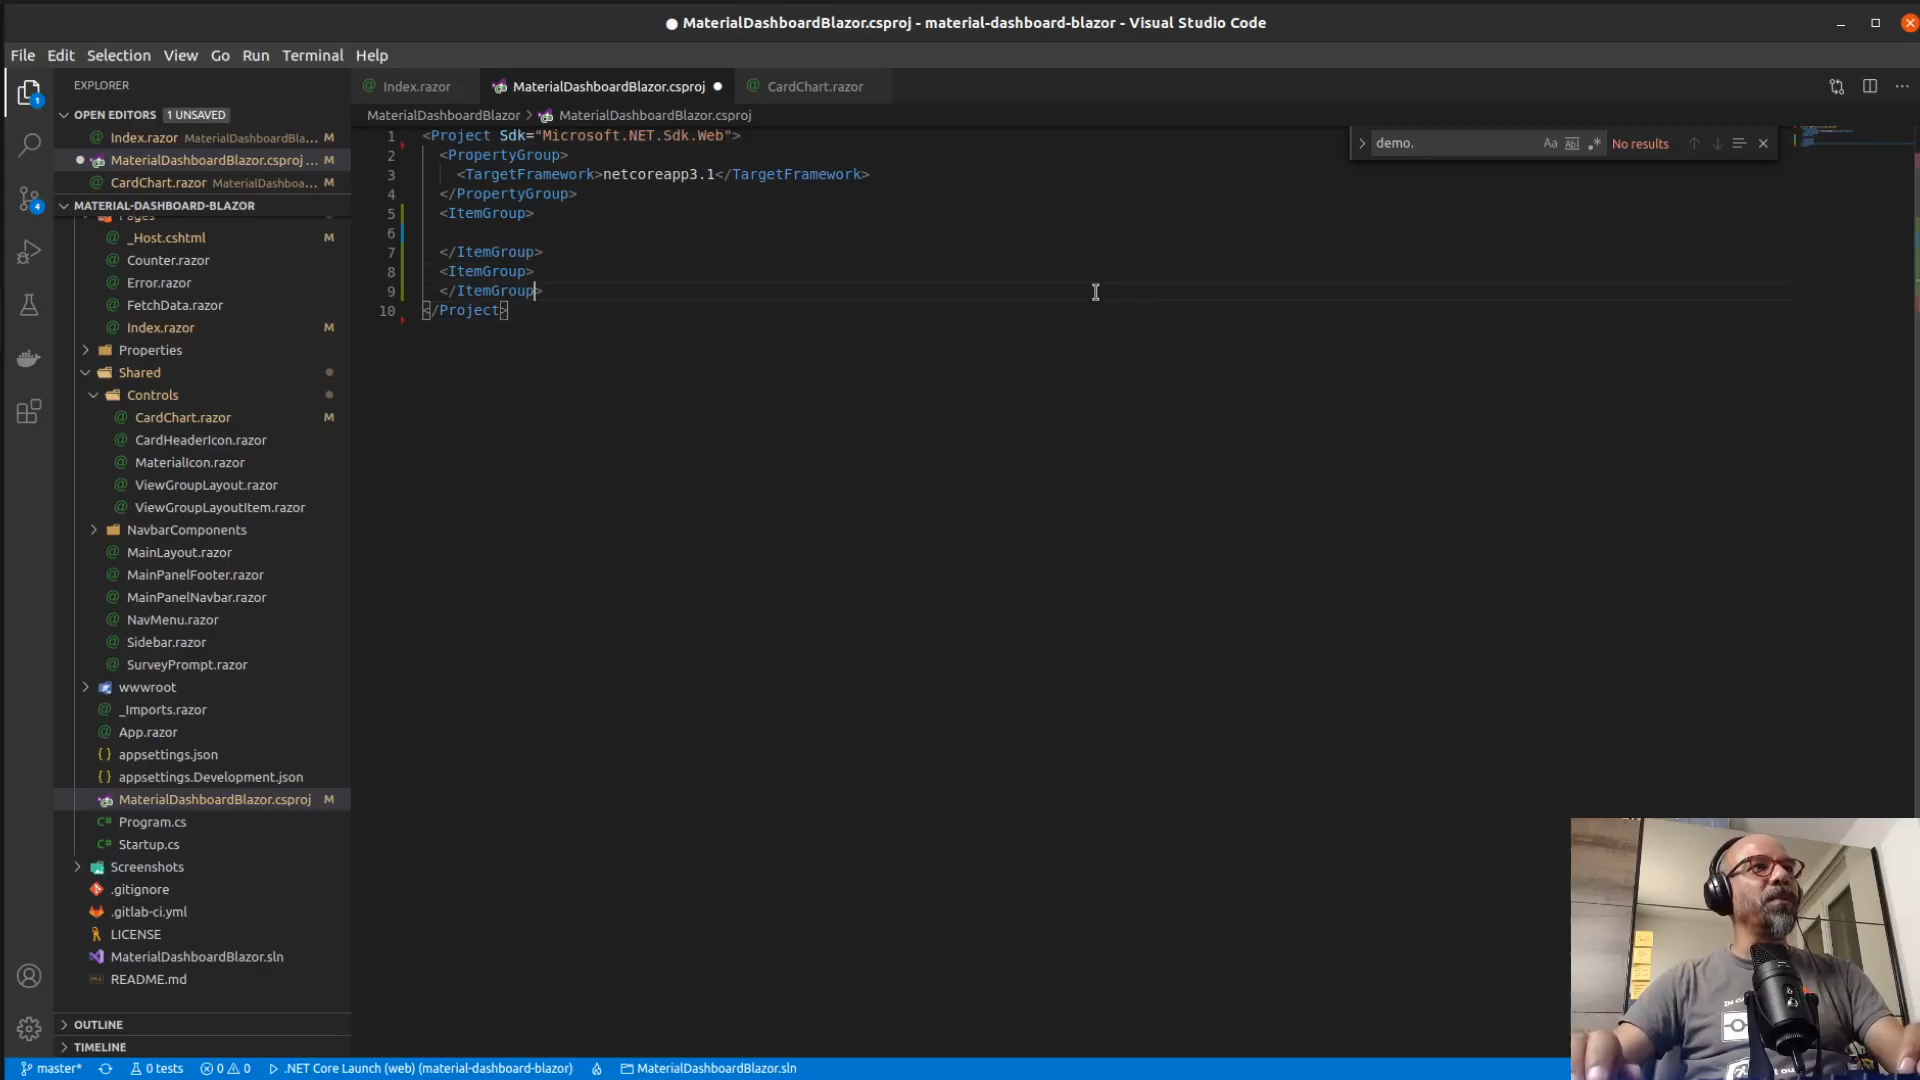 MaterialDashboardBlazor.csproj - material-dashboard-blazor - Visual Studio Code
File Edit Selection View Go Run Terminal Help
EXPLORER
OPEN EDITORS 1 UNSAVED
Index.razor MaterialDashboardBla... M
MaterialDashboardBlazor.csproj ... M
CardChart.razor MaterialDashboa... M
MATERIAL-DASHBOARD-BLAZOR
Pages
_Host.cshtml M
Counter.razor
Error.razor
FetchData.razor
Index.razor M
Properties
Shared
Controls
CardChart.razor M
CardHeaderIcon.razor
MaterialIcon.razor
ViewGroupLayout.razor
ViewGroupLayoutItem.razor
NavbarComponents
MainLayout.razor
MainPanelFooter.razor
MainPanelNavbar.razor
NavMenu.razor
Sidebar.razor
SurveyPrompt.razor
wwwroot
_Imports.razor
App.razor
appsettings.json
appsettings.Development.json
MaterialDashboardBlazor.csproj M
Program.cs
Startup.cs
Screenshots
.gitignore
.gitlab-ci.yml
LICENSE
MaterialDashboardBlazor.sln
README.md
OUTLINE
TIMELINE
1
4
Index.razor MaterialDashboardBlazor.csproj CardChart.razor
MaterialDashboardBlazor > MaterialDashboardBlazor.csproj
demo. Aa Abl .* No results
1 <Project Sdk="Microsoft.NET.Sdk.Web">
2 <PropertyGroup>
3 <TargetFramework>netcoreapp3.1</TargetFramework>
4 </PropertyGroup>
5 <ItemGroup>
6
7 </ItemGroup>
8 <ItemGroup>
9 </ItemGroup>
10 </Project>
master* 0 tests 0 0 .NET Core Launch (web) (material-dashboard-blazor) MaterialDashboardBlazor.sln